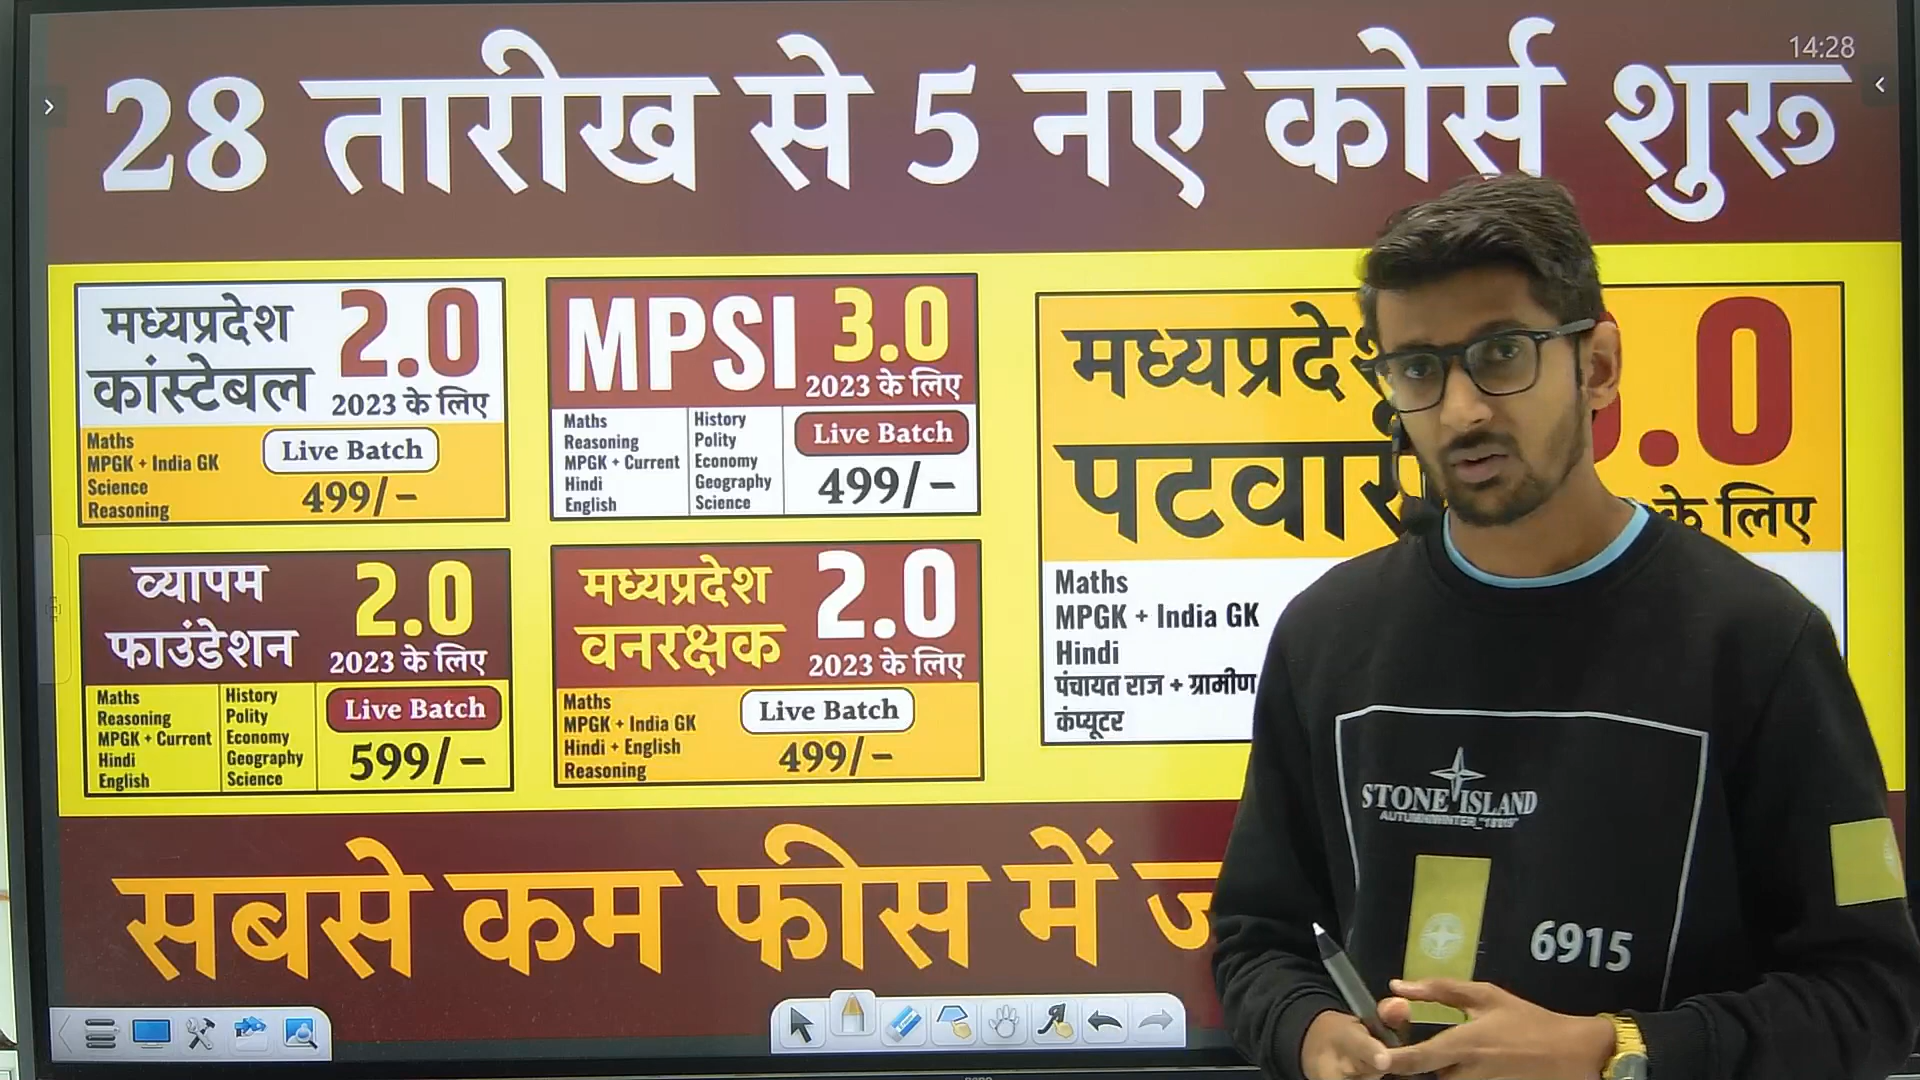 14:28
28 तारीख से 5 नए कोर्स शुरू
मध्यप्रदेश
कांस्टेबल
2.0
2023 के लिए
Maths
MPGK + India GK
Science
Reasoning
Live Batch
499/-
MPSI
3.0
2023 के लिए
Maths
Reasoning
MPGK + Current
Hindi
English
History
Polity
Economy
Geography
Science
Live Batch
499/-
.0
के लिए
Maths
MPGK + India GK
Hindi
पंचायत राज + ग्रामीण
कंप्यूटर
व्यापम
फाउंडेशन
2.0
2023 के लिए
Maths
Reasoning
MPGK + Current
Hindi
English
History
Polity
Economy
Geography
Science
Live Batch
599/-
मध्यप्रदेश
वनरक्षक
2.0
2023 के लिए
Maths
MPGK + India GK
Hindi + English
Reasoning
Live Batch
499/-
सबसे कम फीस में
STONE ISLAND
6915